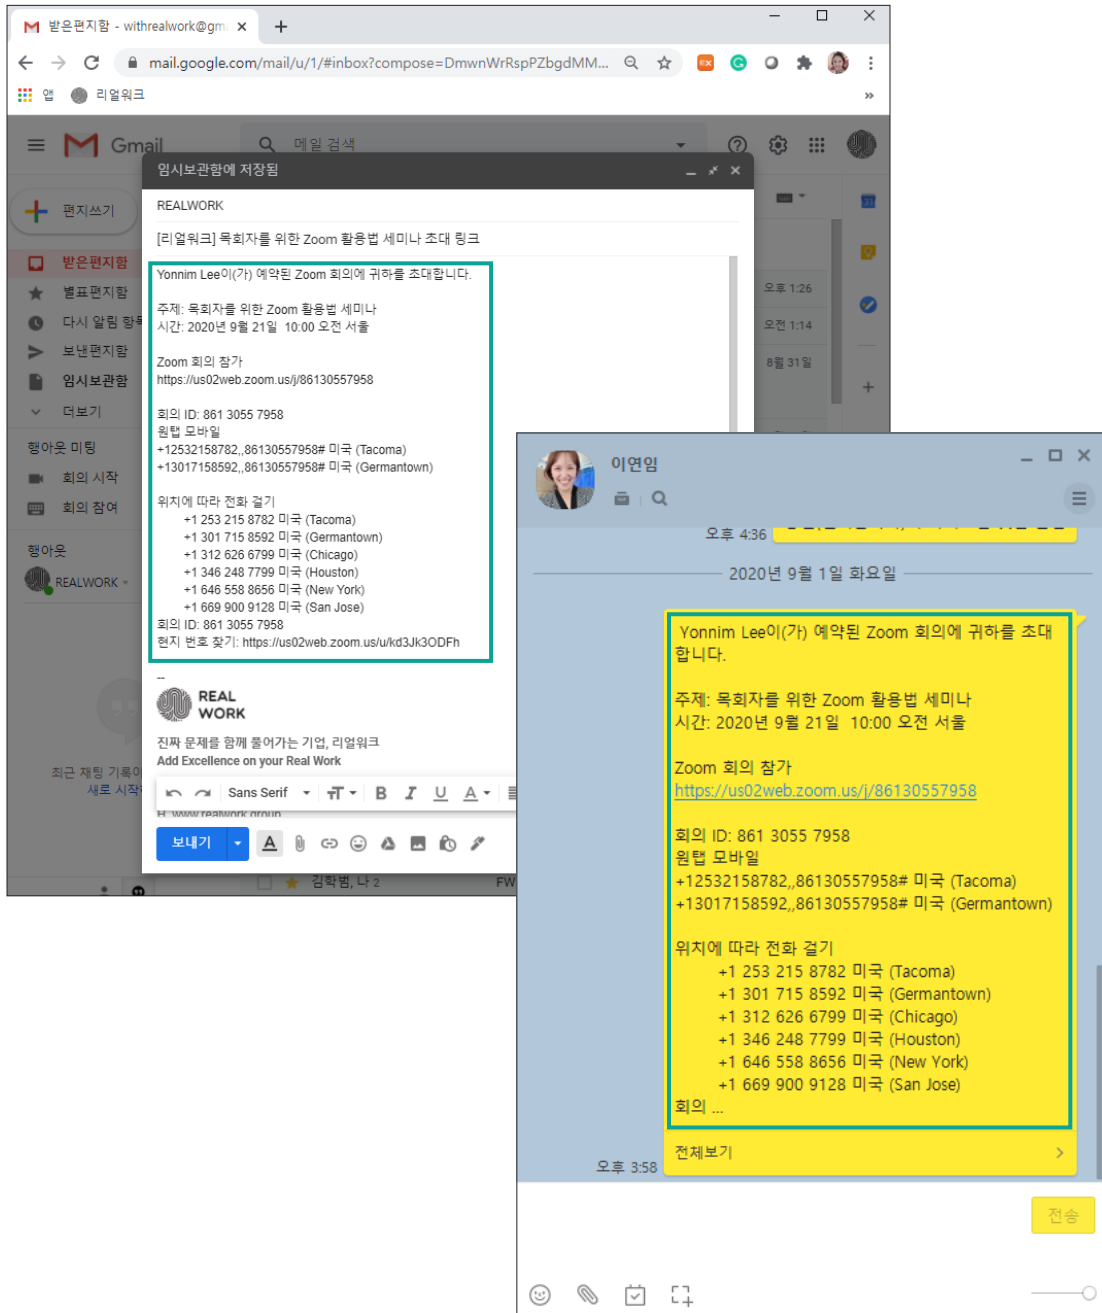 받은편지함 - withrealwork@gm
mail.google.com/mail/u/1/#inbox?compose=DmwnWrRspPZbgdMM...
앱
리얼워크
»
Gmail
메일 검색
편지쓰기
받은편지함
별표편지함
다시 알림 항목
보낸편지함
임시보관함
더보기
행아웃 미팅
회의 시작
회의 참여
행아웃
REALWORK
최근 채팅 기록이
새로 시작
오후 1:26
오전 1:14
8월 31일
김학범, 나 2
FW
임시보관함에 저장됨
REALWORK
[리얼워크] 목회자를 위한 Zoom 활용법 세미나 초대 링크
Yonnim Lee이(가) 예약된 Zoom 회의에 귀하를 초대합니다.
주제: 목회자를 위한 Zoom 활용법 세미나
시간: 2020년 9월 21일  10:00 오전 서울
Zoom 회의 참가
https://us02web.zoom.us/j/86130557958
회의 ID: 861 3055 7958
원탭 모바일
+12532158782,,86130557958# 미국 (Tacoma)
+13017158592,,86130557958# 미국 (Germantown)
위치에 따라 전화 걸기
+1 253 215 8782 미국 (Tacoma)
+1 301 715 8592 미국 (Germantown)
+1 312 626 6799 미국 (Chicago)
+1 346 248 7799 미국 (Houston)
+1 646 558 8656 미국 (New York)
+1 669 900 9128 미국 (San Jose)
회의 ID: 861 3055 7958
현지 번호 찾기: https://us02web.zoom.us/u/kd3Jk3ODFh
--
REAL
WORK
진짜 문제를 함께 풀어가는 기업, 리얼워크
Add Excellence on your Real Work
Sans Serif
H. www.realwork.group
보내기
이연임
오후 4:36
2020년 9월 1일 화요일
Yonnim Lee이(가) 예약된 Zoom 회의에 귀하를 초대
합니다.
주제: 목회자를 위한 Zoom 활용법 세미나
시간: 2020년 9월 21일  10:00 오전 서울
Zoom 회의 참가
https://us02web.zoom.us/j/86130557958
회의 ID: 861 3055 7958
원탭 모바일
+12532158782,,86130557958# 미국 (Tacoma)
+13017158592,,86130557958# 미국 (Germantown)
위치에 따라 전화 걸기
+1 253 215 8782 미국 (Tacoma)
+1 301 715 8592 미국 (Germantown)
+1 312 626 6799 미국 (Chicago)
+1 346 248 7799 미국 (Houston)
+1 646 558 8656 미국 (New York)
+1 669 900 9128 미국 (San Jose)
회의 ...
전체보기
오후 3:58
전송